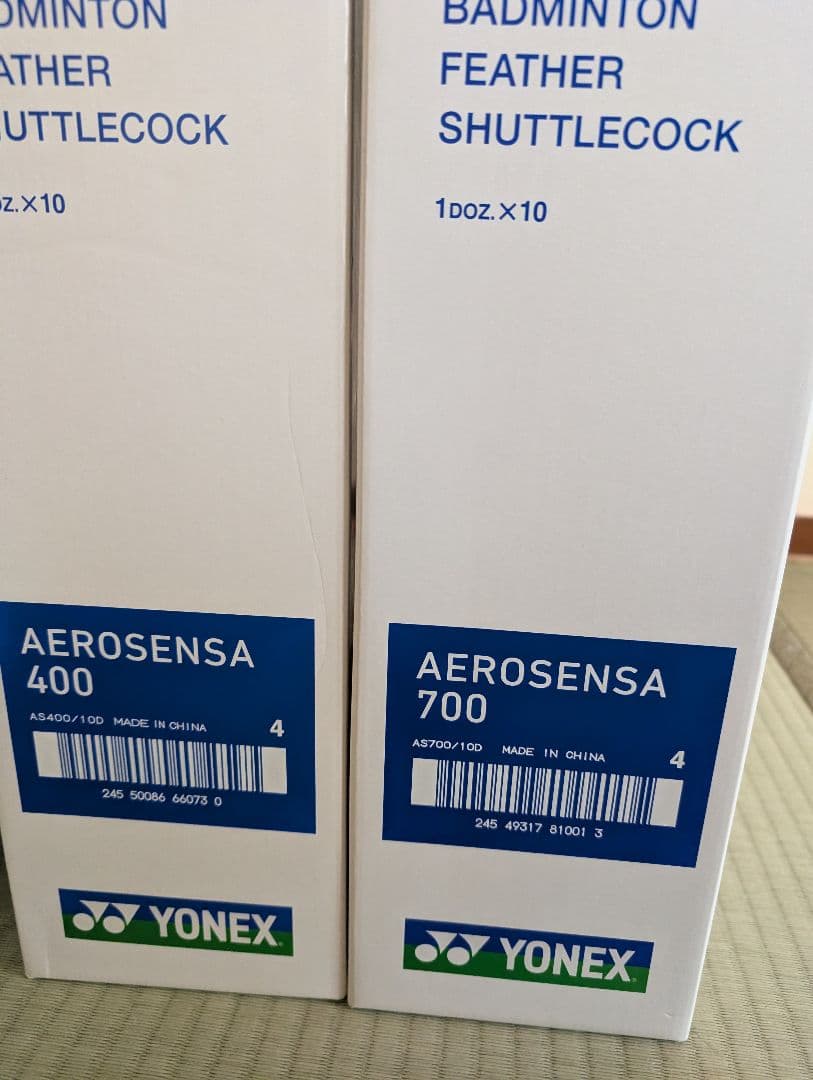 DMINTON
ATHER
UTTLECOCK
OZ.×10
AEROSENSA
400
AS400/10D MADE IN CHINA 4
245 50086 66073 0
YONEX
BADMINTON
FEATHER
SHUTTLECOCK
1DOZ.×10
AEROSENSA
700
AS700/10D MADE IN CHINA 4
245 49317 81001 3
YONEX